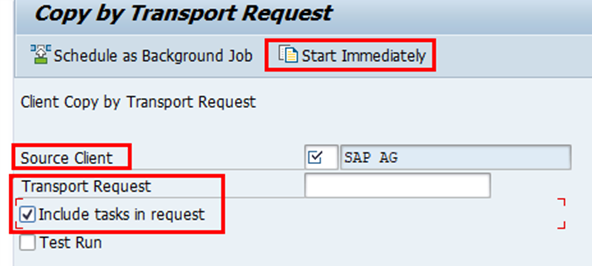 Copy by Transport Request
Schedule as Background Job Start Immediately
Client Copy by Transport Request
Source Client SAP AG
Transport Request
Include tasks in request
Test Run